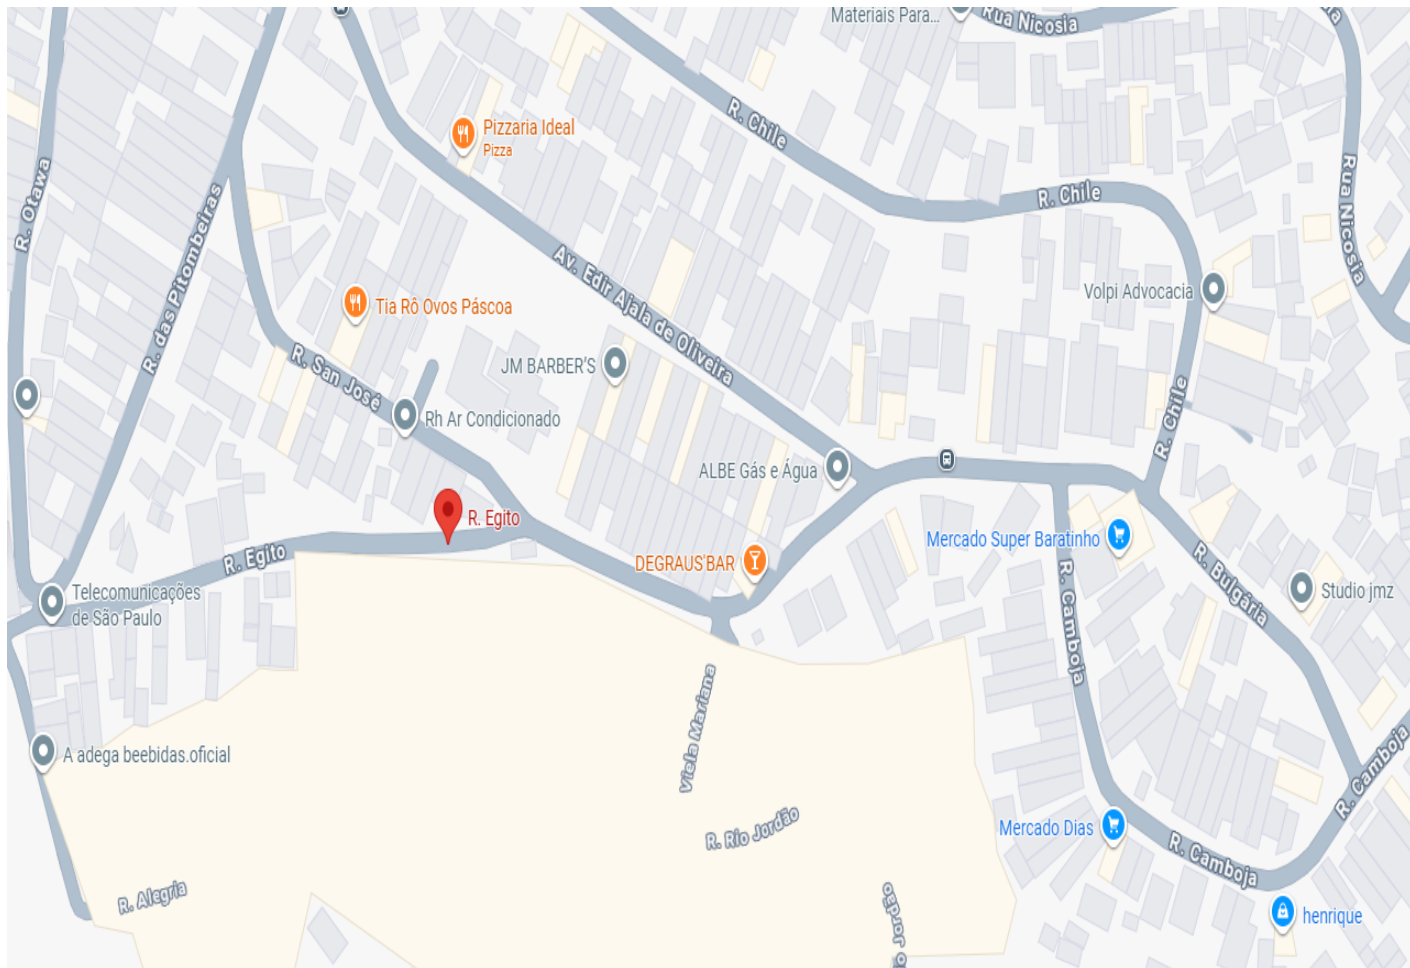 Materiais Para...
Rua Nicosia
R. Chile
Pizzaria Ideal
Pizza
R. Otawa
R. das Pitombeiras
R. Chile
Rua Nicosia
Av. Edir Ajala de Oliveira
Volpi Advocacia
Tia Rô Ovos Páscoa
R. San José
JM BARBER'S
Rh Ar Condicionado
R. Chile
ALBE Gás e Água
R. Egito
R. Egito
DEGRAUS'BAR
Mercado Super Baratinho
R. Bulgária
Studio jmz
R. Camboja
Telecomunicações
de São Paulo
Viela Mariana
A adega beebidas.oficial
R. Camboja
R. Rio Jordão
Mercado Dias
R. Camboja
R. Alegria
o Jordão
henrique